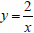 y = 2/x